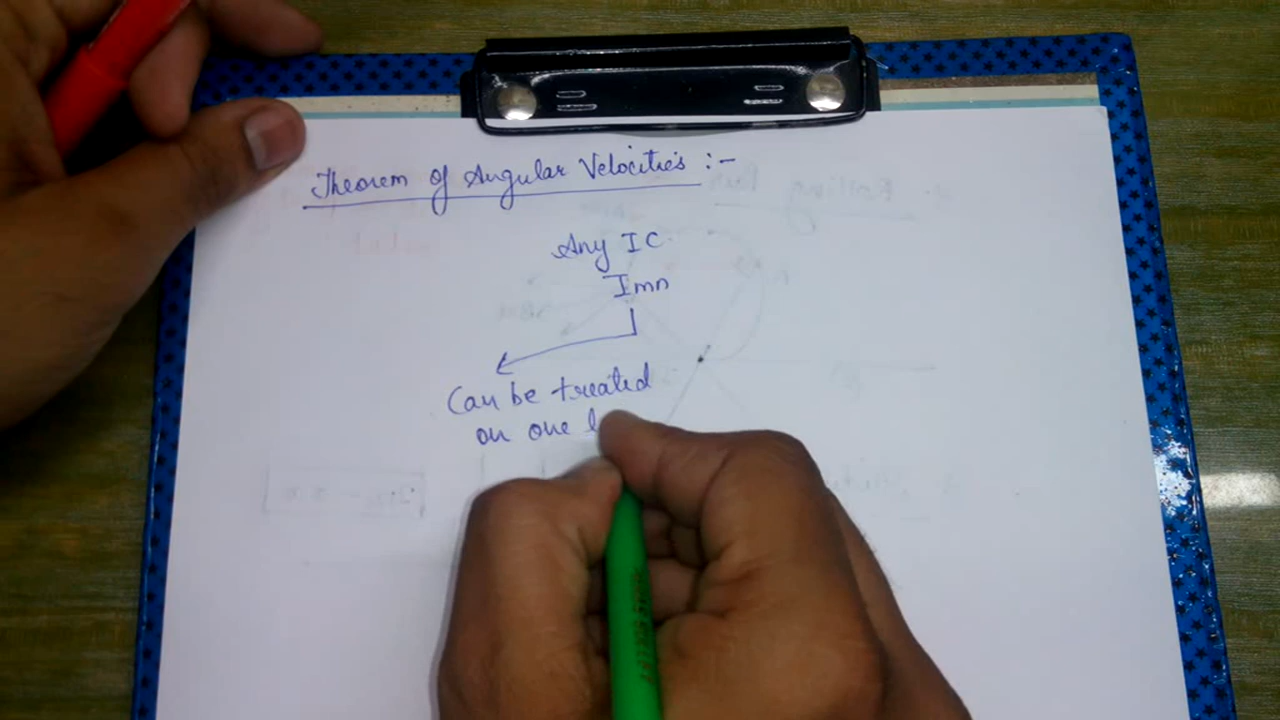 Theorem of Angular Velocities :-
Any IC
Imn
Can be treated
on one